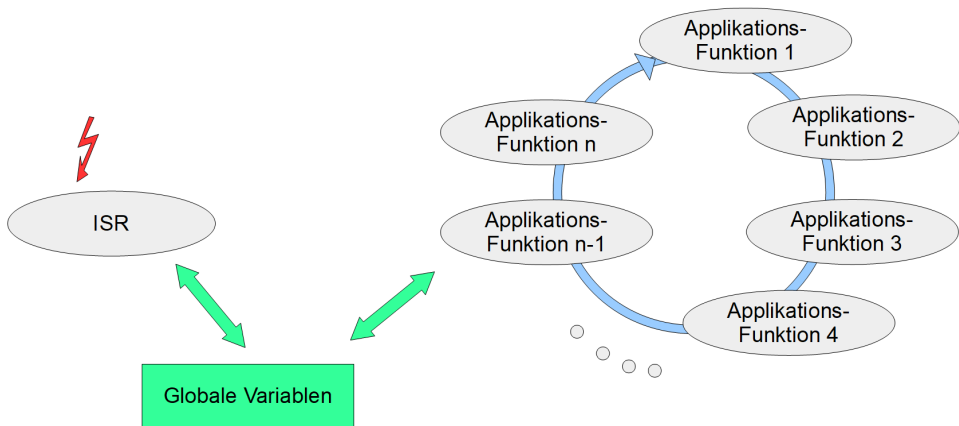 Applikations-
Funktion 1
Applikations-
Funktion 2
Applikations-
Funktion 3
Applikations-
Funktion 4
Applikations-
Funktion n-1
Applikations-
Funktion n
ISR
Globale Variablen